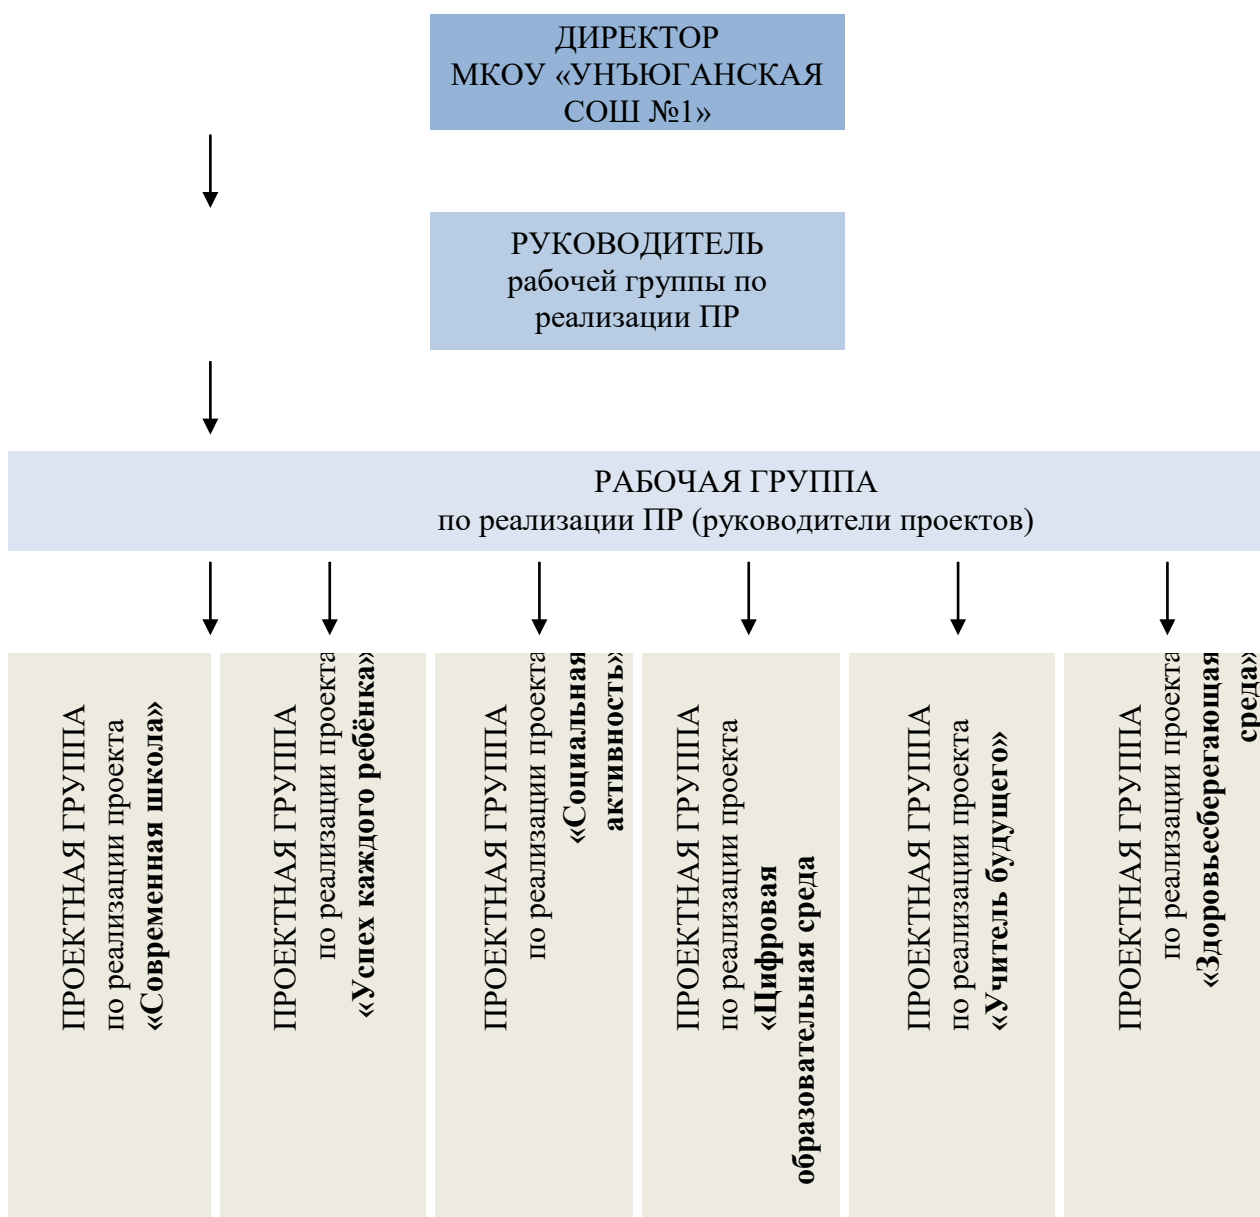 ДИРЕКТОР
МКОУ «УНЪЮГАНСКАЯ
СОШ №1»
РУКОВОДИТЕЛЬ
рабочей группы по
реализации ПР
РАБОЧАЯ ГРУППА
по реализации ПР (руководители проектов)
ПРОЕКТНАЯ ГРУППА
по реализации проекта
«Современная школа»
ПРОЕКТНАЯ ГРУППА
по реализации проекта
«Успех каждого ребёнка»
ПРОЕКТНАЯ ГРУППА
по реализации проекта
«Социальная
активность»
ПРОЕКТНАЯ ГРУППА
по реализации проекта
«Цифровая
образовательная среда
ПРОЕКТНАЯ ГРУППА
по реализации проекта
«Учитель будущего»
ПРОЕКТНАЯ ГРУППА
по реализации проекта
«Здоровьесберегающая
среда»